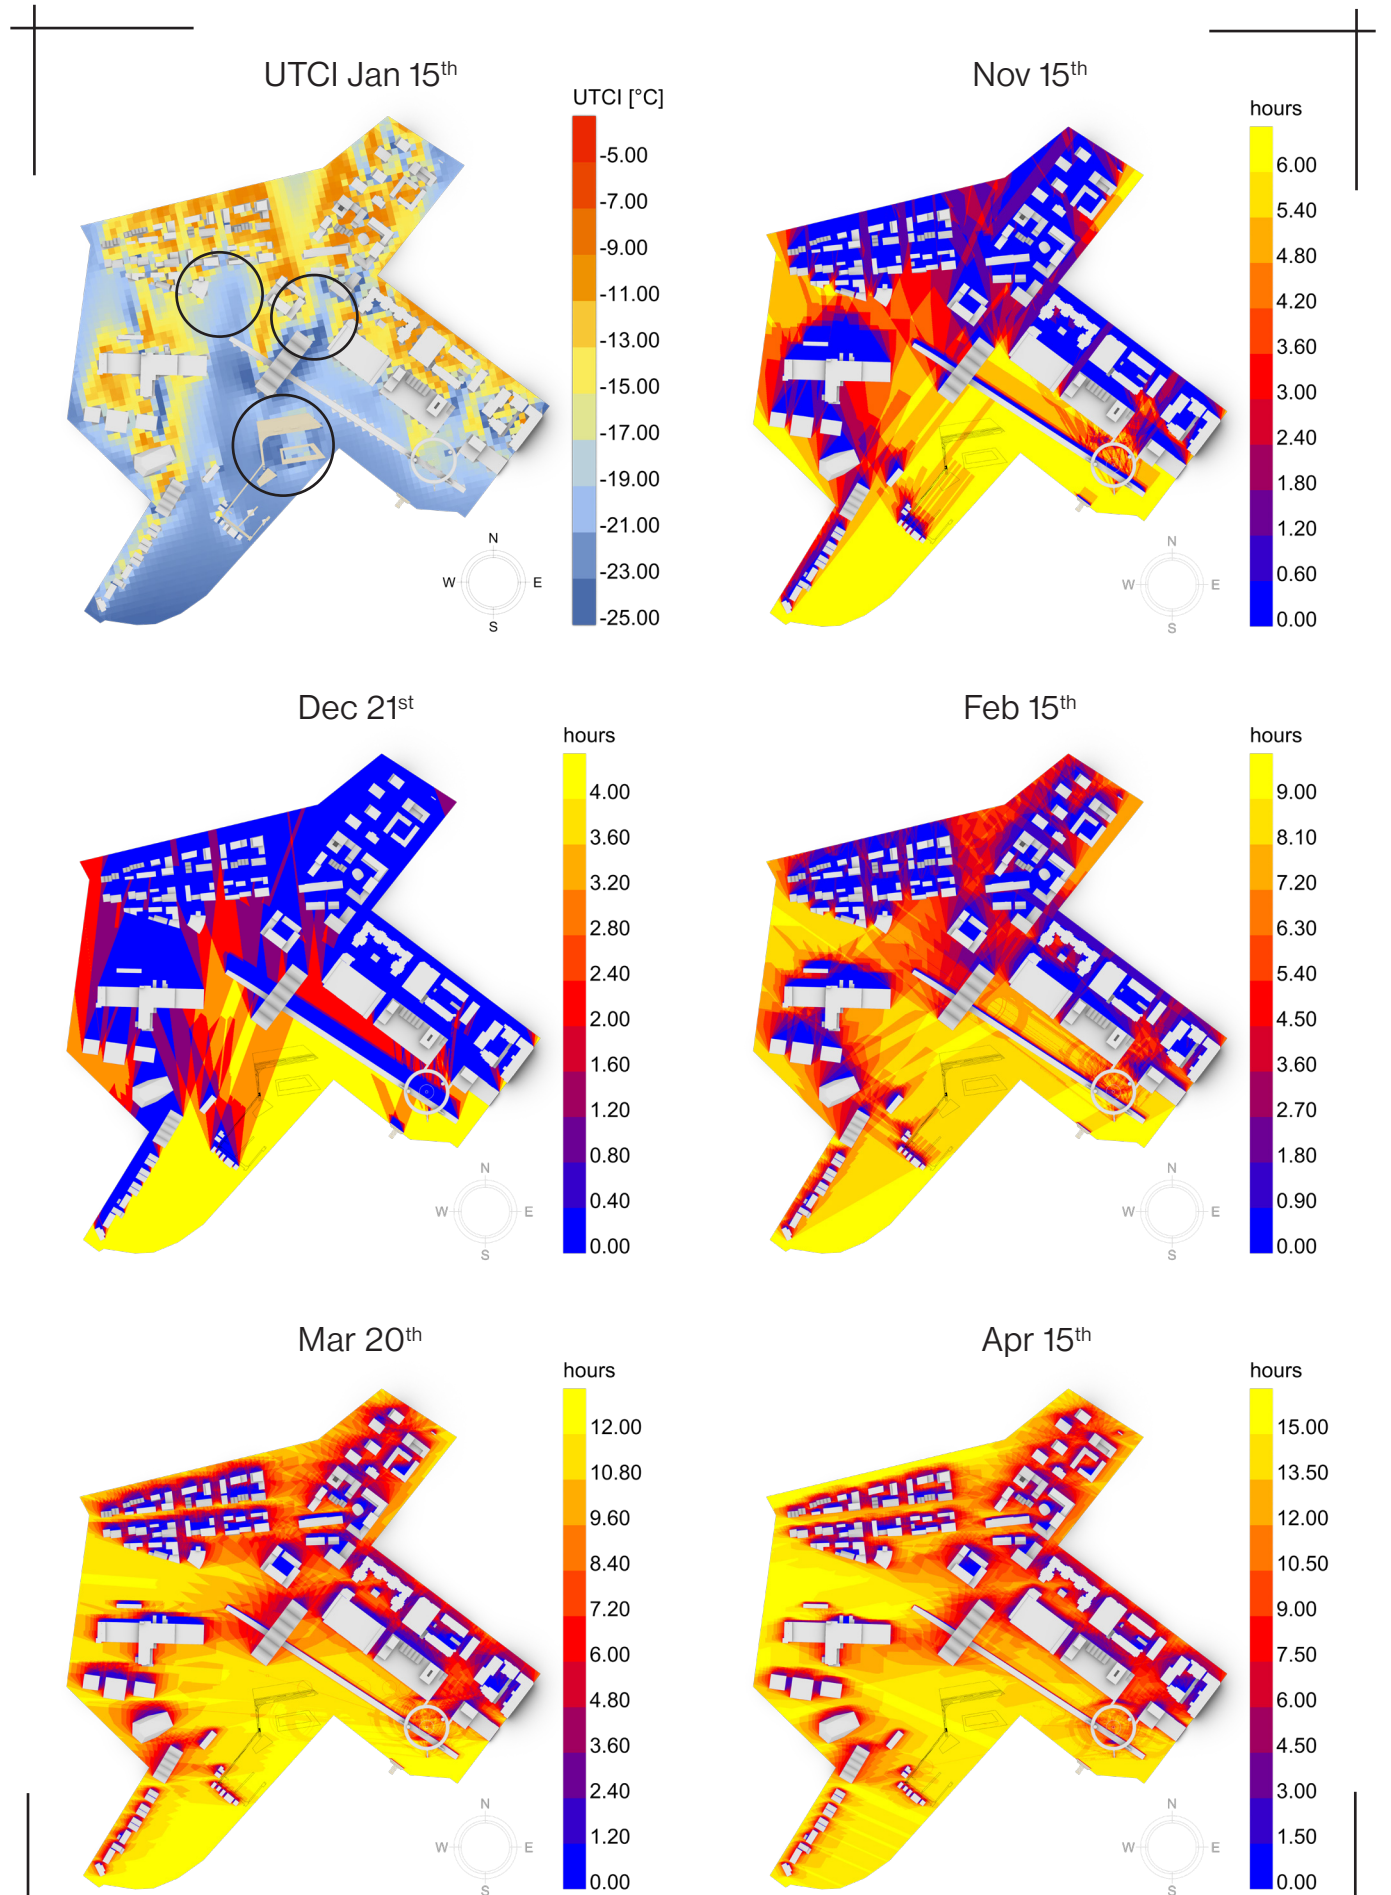 UTCI Jan 15th
UTCI [°C]
-5.00
-7.00
-9.00
-11.00
-13.00
-15.00
-17.00
-19.00
-21.00
-23.00
-25.00
N
W E
S
Nov 15th
hours
6.00
5.40
4.80
4.20
3.60
3.00
2.40
1.80
1.20
0.60
0.00
N
W E
S
Dec 21st
hours
4.00
3.60
3.20
2.80
2.40
2.00
1.60
1.20
0.80
0.40
0.00
N
W E
S
Feb 15th
hours
9.00
8.10
7.20
6.30
5.40
4.50
3.60
2.70
1.80
0.90
0.00
N
W E
S
Mar 20th
hours
12.00
10.80
9.60
8.40
7.20
6.00
4.80
3.60
2.40
1.20
0.00
N
W E
S
Apr 15th
hours
15.00
13.50
12.00
10.50
9.00
7.50
6.00
4.50
3.00
1.50
0.00
N
W E
S